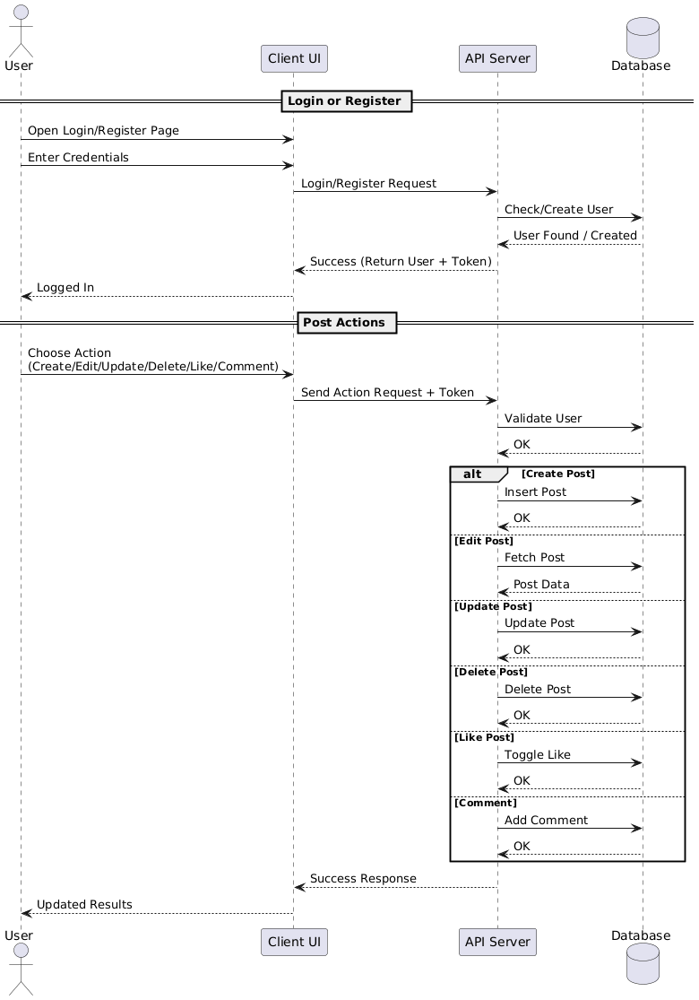 User
Client UI
API Server
Database
Login or Register
Open Login/Register Page
Enter Credentials
Login/Register Request
Check/Create User
User Found / Created
Success (Return User + Token)
Logged In
Post Actions
Choose Action
(Create/Edit/Update/Delete/Like/Comment)
Send Action Request + Token
Validate User
OK
alt [Create Post]
Insert Post
OK
[Edit Post]
Fetch Post
Post Data
[Update Post]
Update Post
OK
[Delete Post]
Delete Post
OK
[Like Post]
Toggle Like
OK
[Comment]
Add Comment
OK
Success Response
Updated Results
User
Client UI
API Server
Database